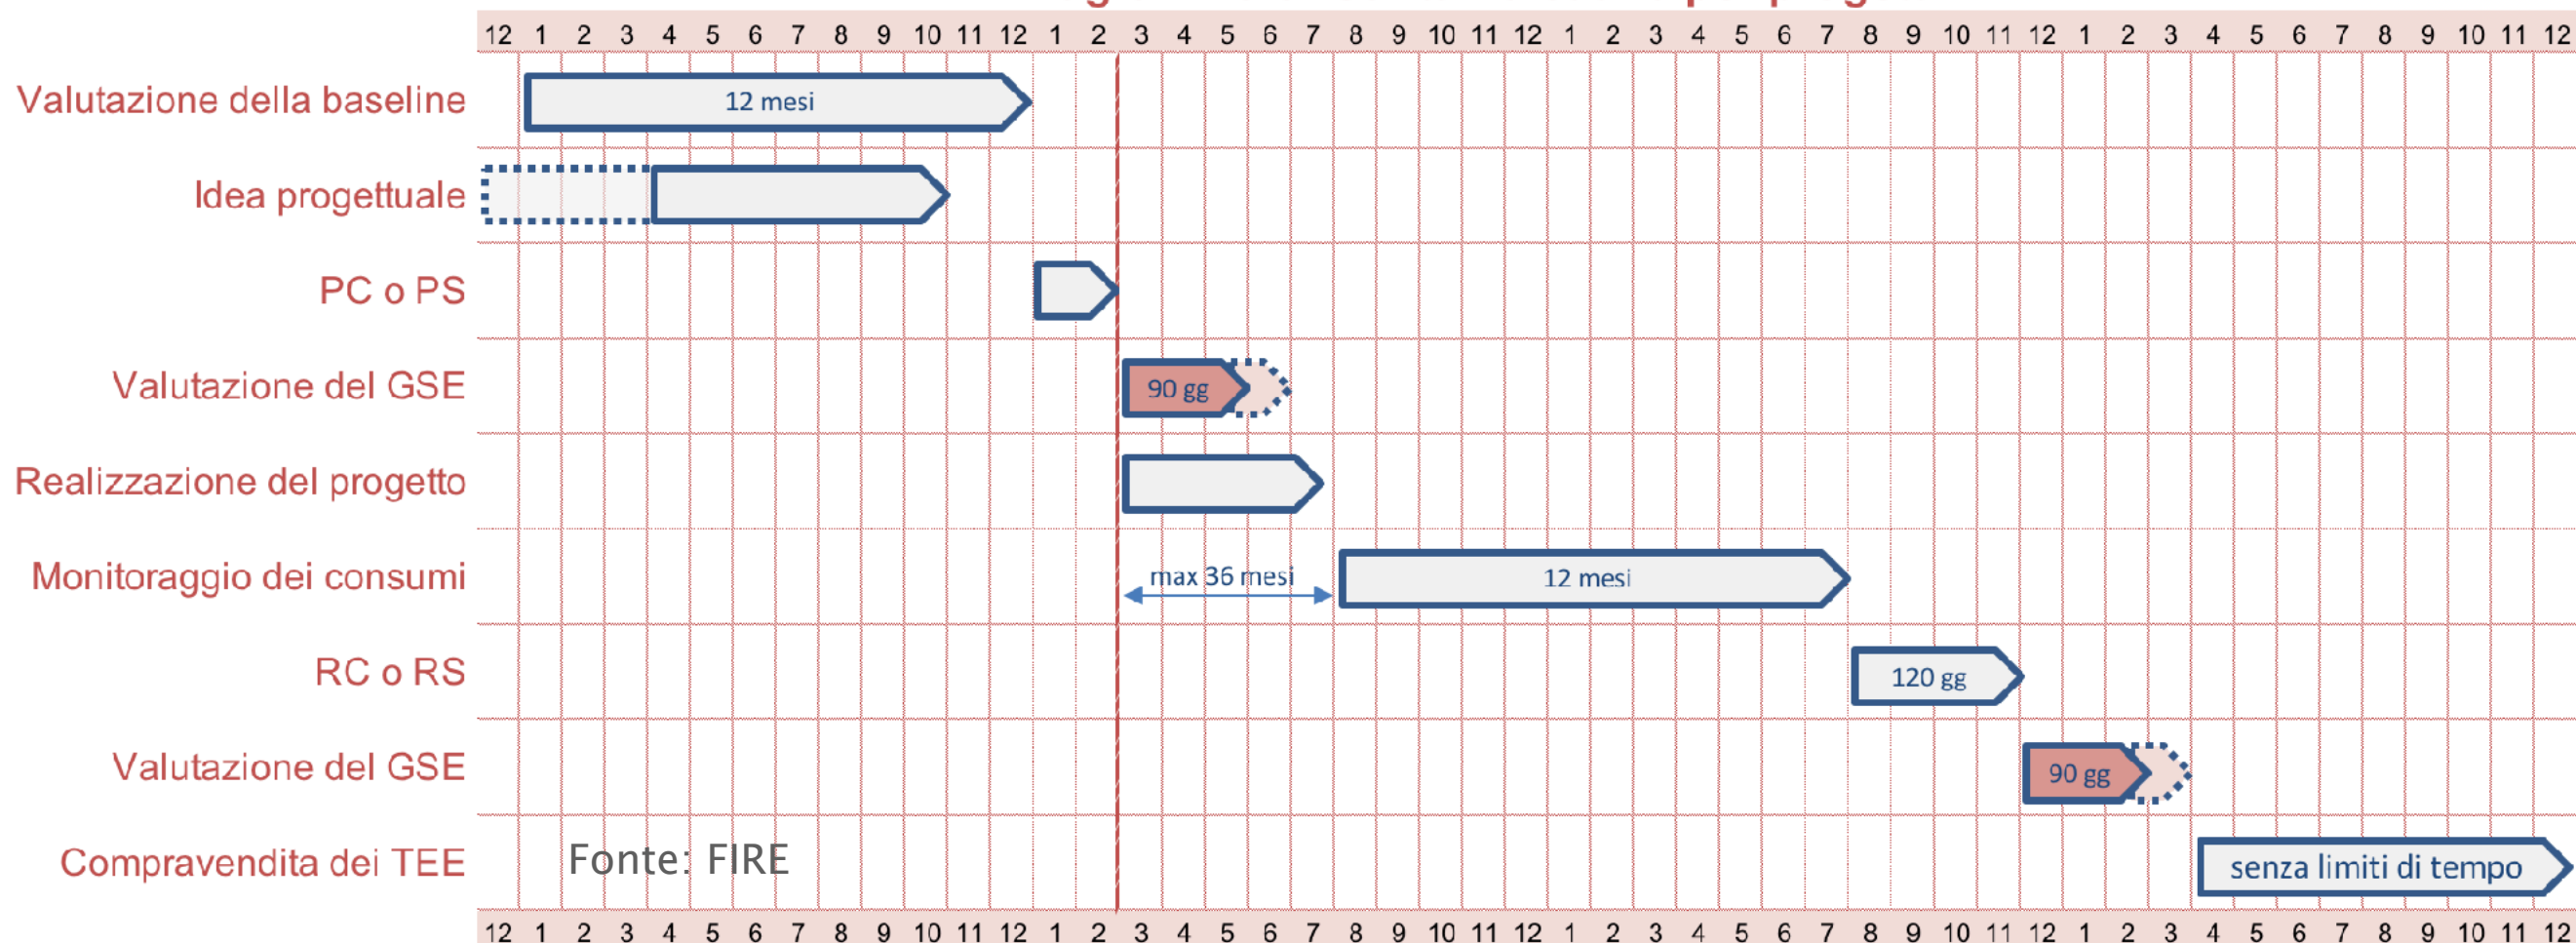 12 1 2 3 4 5 6 7 8 9 10 11 12 1 2 3 4 5 6 7 8 9 10 11 12 1 2 3 4 5 6 7 8 9 10 11 12 1 2 3 4 5 6 7 8 9 10 11 12
Valutazione della baseline
12 mesi
Idea progettuale
PC o PS
Valutazione del GSE
90 gg
Realizzazione del progetto
Monitoraggio dei consumi
max 36 mesi
12 mesi
RC o RS
120 gg
Valutazione del GSE
90 gg
Compravendita dei TEE
Fonte: FIRE
senza limiti di tempo
12 1 2 3 4 5 6 7 8 9 10 11 12 1 2 3 4 5 6 7 8 9 10 11 12 1 2 3 4 5 6 7 8 9 10 11 12 1 2 3 4 5 6 7 8 9 10 11 12